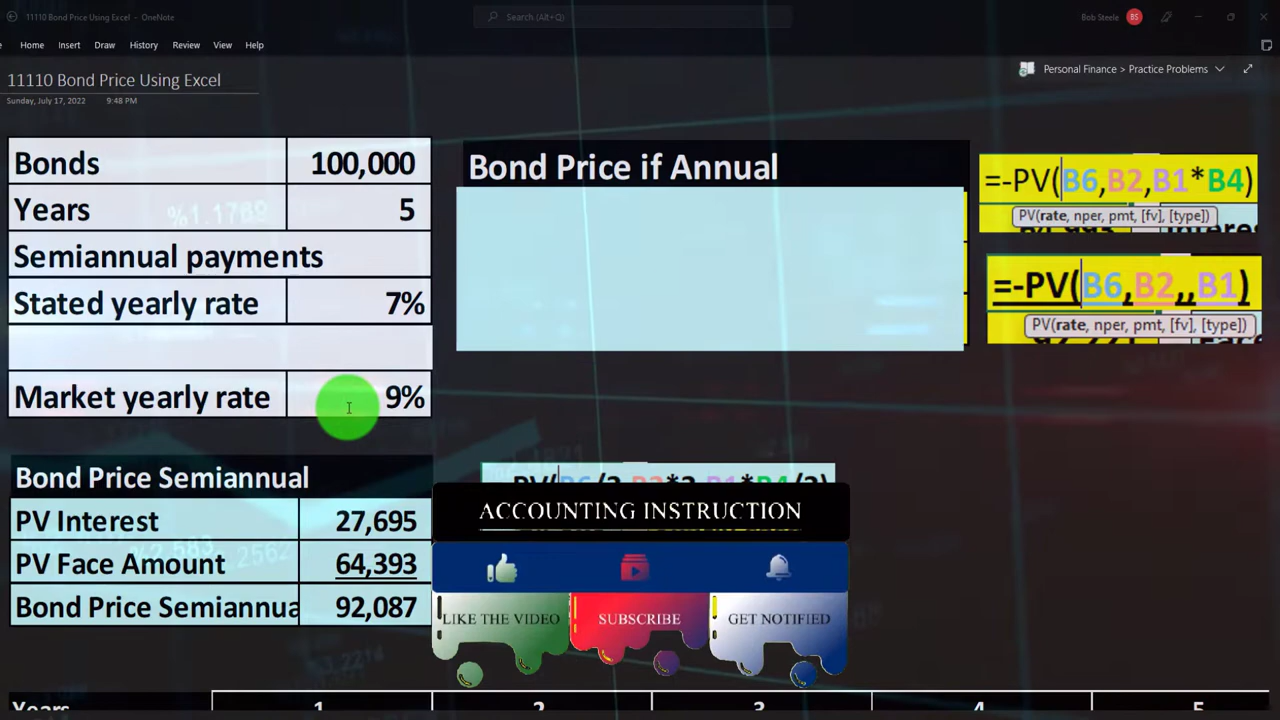 11110 Bond Price Using Excel - OneNote
Search (Alt+Q)
Bob Steele
BS
Home Insert Draw History Review View Help
11110 Bond Price Using Excel
Personal Finance > Practice Problems
Sunday, July 17, 2022 9:48 PM
Bonds 100,000
Years 5
Semiannual payments
Stated yearly rate 7%
Market yearly rate 9%
Bond Price if Annual
=-PV(B6,B2,B1*B4)
PV(rate, nper, pmt, [fv], [type])
=-PV(B6,B2,,B1)
PV(rate, nper, pmt, [fv], [type])
Bond Price Semiannual
PV Interest 27,695
PV Face Amount 64,393
Bond Price Semiannua 92,087
ACCOUNTING INSTRUCTION
LIKE THE VIDEO
SUBSCRIBE
GET NOTIFIED
Years 1 2 3 4 5